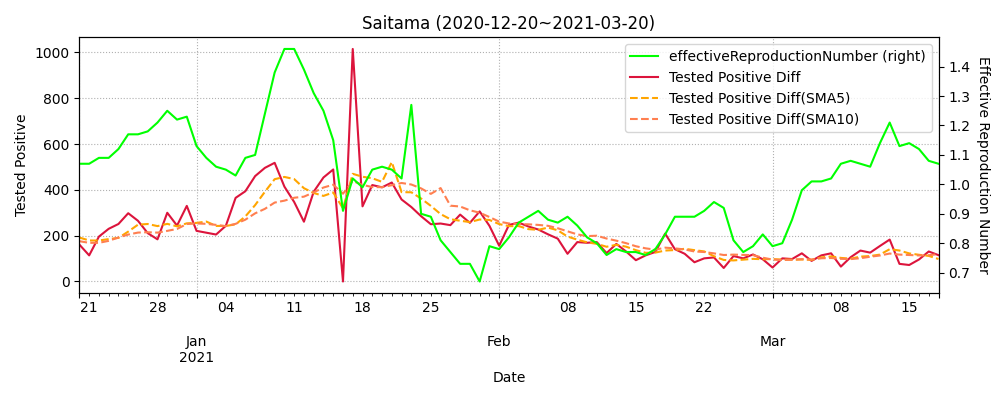 Saitama (2020-12-20~2021-03-20)
effectiveReproductionNumber (right)
Tested Positive Diff
Tested Positive Diff(SMA5)
Tested Positive Diff(SMA10)
Tested Positive
1000
800
600
400
200
0
1.4
1.3
1.2
1.1
1.0
0.9
0.8
0.7
Effective Reproduction Number
21 28 04 11 18 25 08 15 22 08 15
Jan Feb Mar
2021
Date